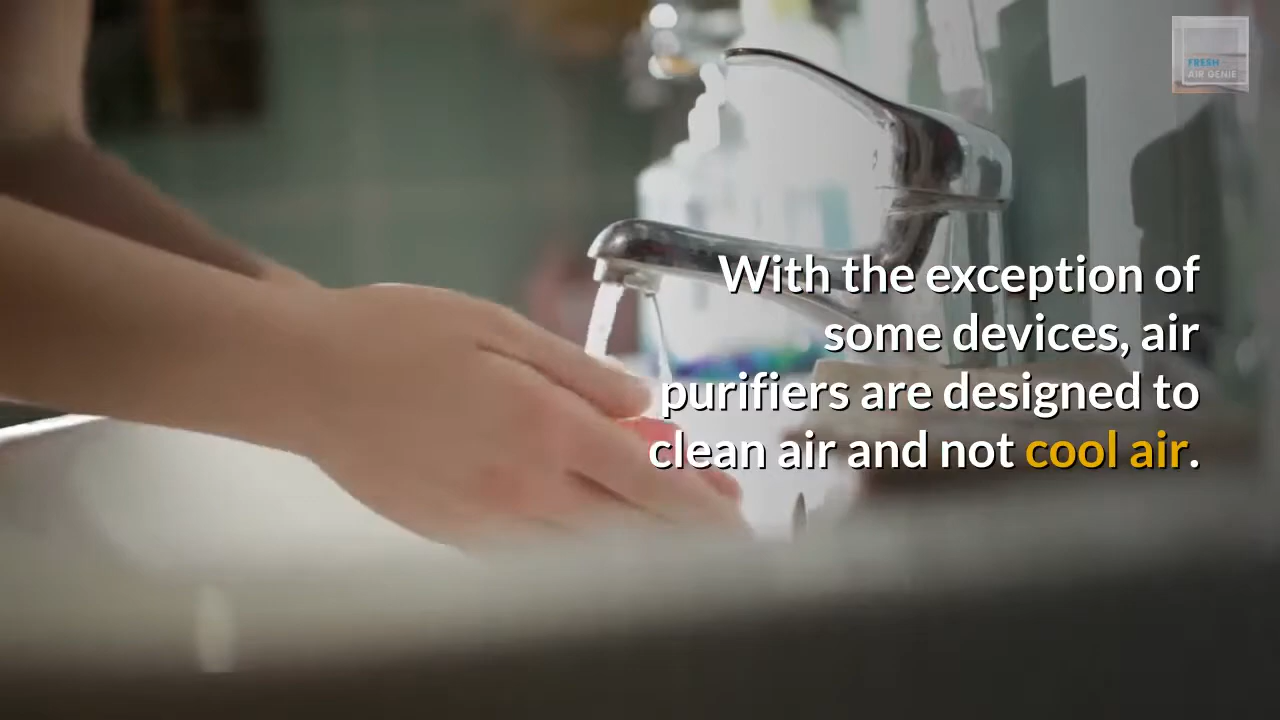 FRESH
AIR GENIE
With the exception of
some devices, air
purifiers are designed to
clean air and not cool air.